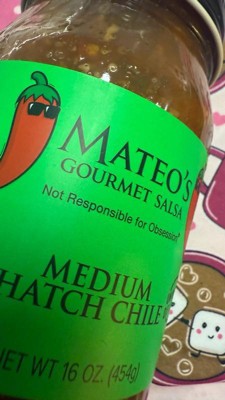 MATEO'S
GOURMET SALSA
Not Responsible for Obsession®
MEDIUM
HATCH CHILE
NET WT 16 OZ. (454g)